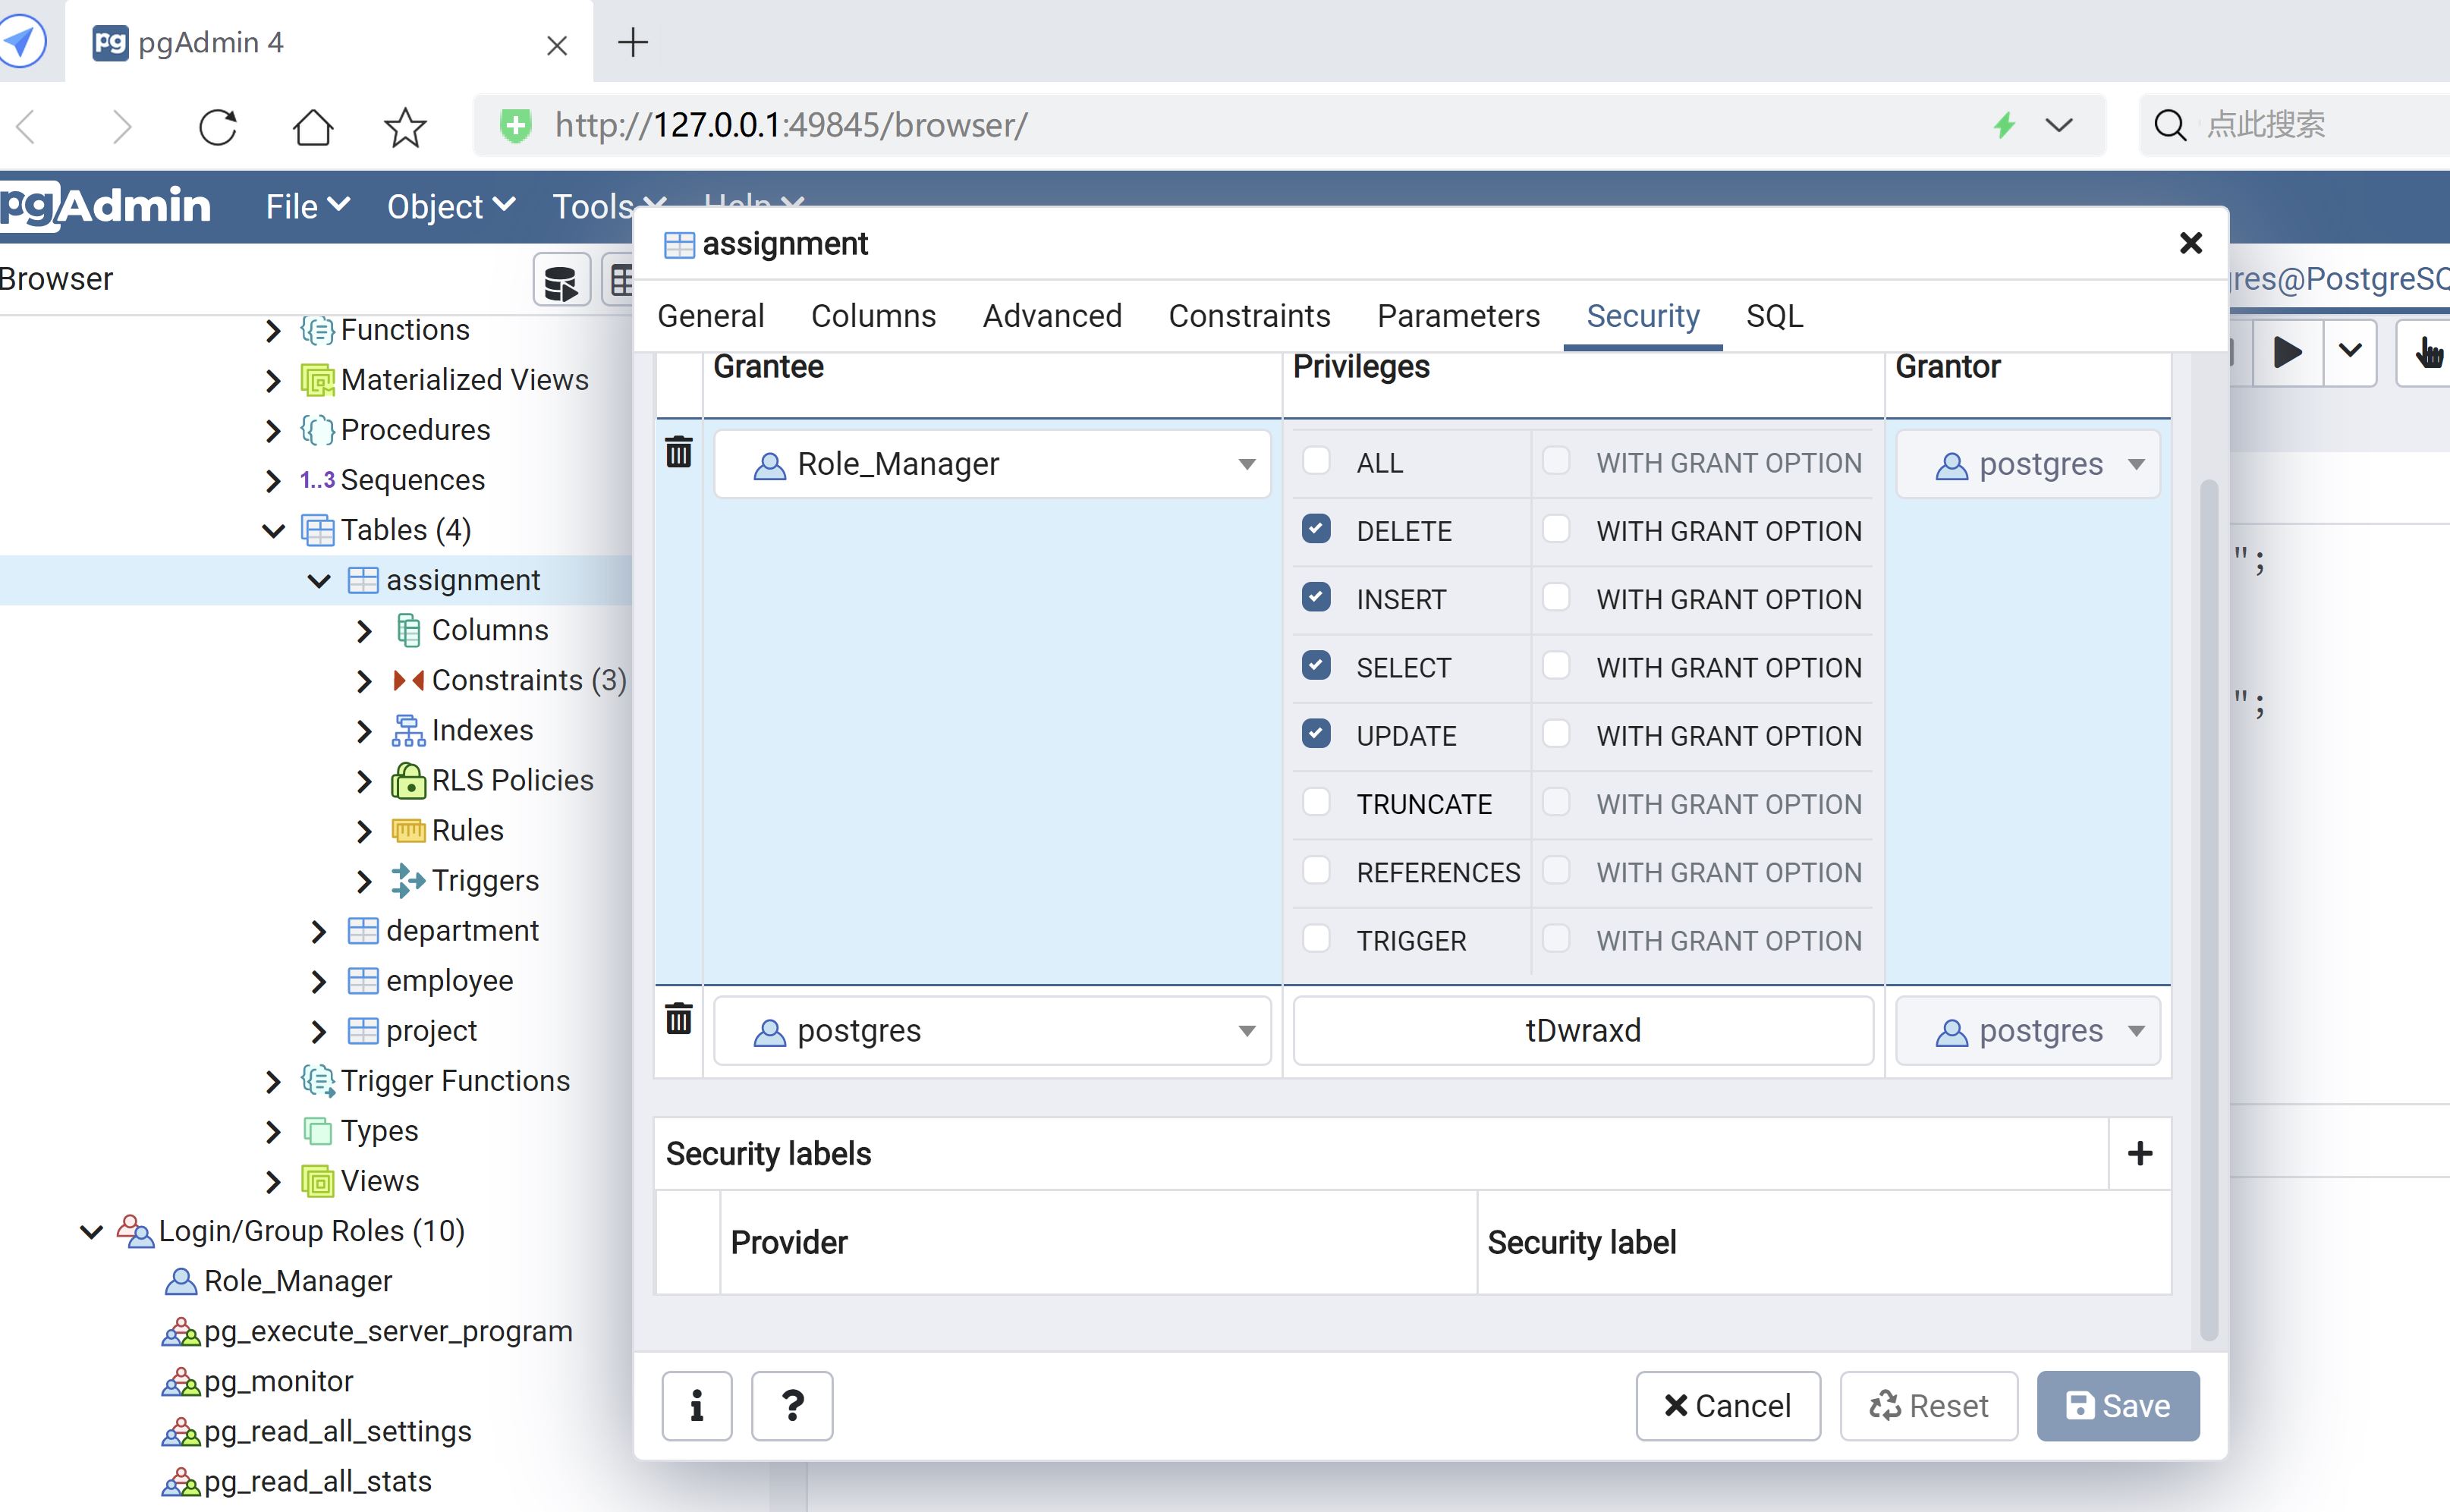 pgAdmin 4
http://127.0.0.1:49845/browser/
点此搜索
pgAdmin
File
Object
Tools
Help
Browser
assignment
res@PostgreSQ
General
Columns
Advanced
Constraints
Parameters
Security
SQL
Functions
Materialized Views
Procedures
1..3 Sequences
Tables (4)
assignment
Columns
Constraints (3)
Indexes
RLS Policies
Rules
Triggers
department
employee
project
Trigger Functions
Types
Views
Login/Group Roles (10)
Role_Manager
pg_execute_server_program
pg_monitor
pg_read_all_settings
pg_read_all_stats
Grantee
Privileges
Grantor
Role_Manager
ALL
WITH GRANT OPTION
postgres
DELETE
WITH GRANT OPTION
INSERT
WITH GRANT OPTION
SELECT
WITH GRANT OPTION
UPDATE
WITH GRANT OPTION
TRUNCATE
WITH GRANT OPTION
REFERENCES
WITH GRANT OPTION
TRIGGER
WITH GRANT OPTION
postgres
tDwraxd
postgres
Security labels
Provider
Security label
Cancel
Reset
Save
";
";